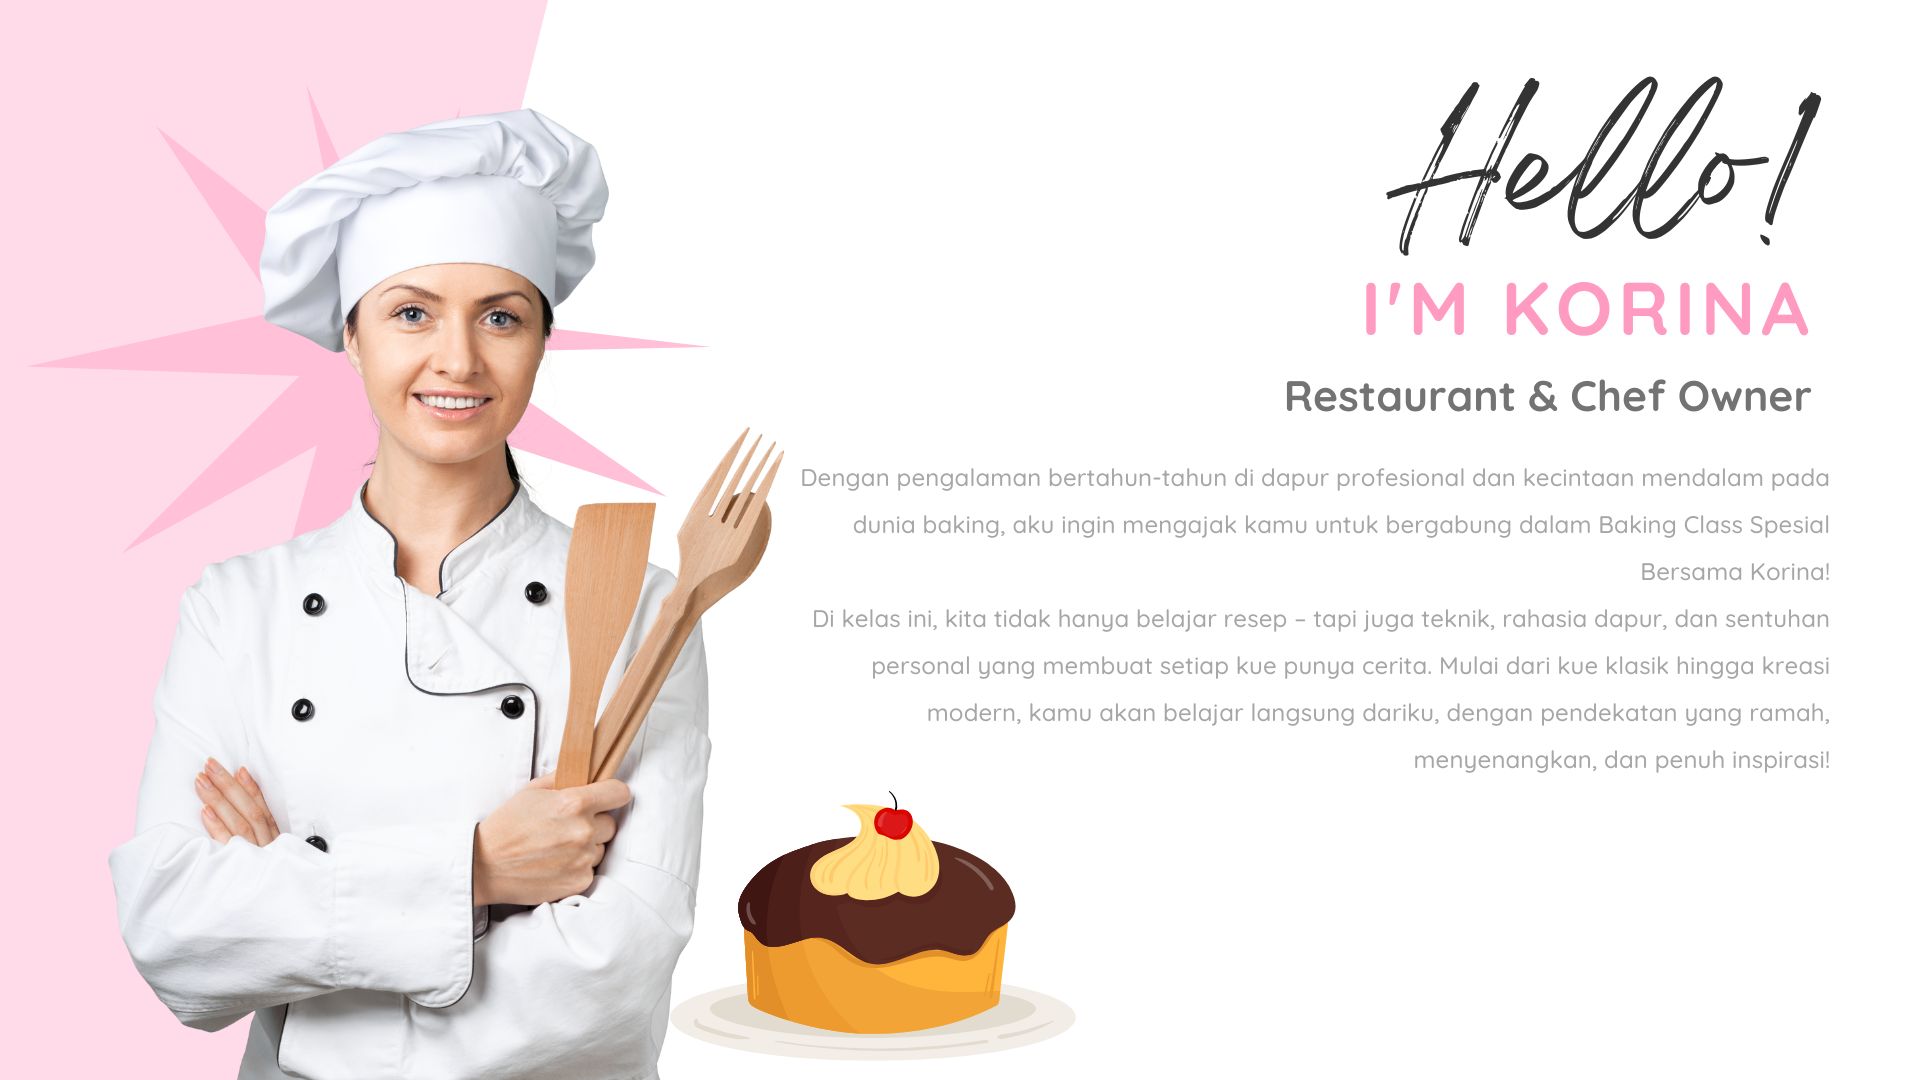 Hello!
I'M KORINA
Restaurant & Chef Owner
Dengan pengalaman bertahun-tahun di dapur profesional dan kecintaan mendalam pada
dunia baking, aku ingin mengajak kamu untuk bergabung dalam Baking Class Spesial
Bersama Korina!
Di kelas ini, kita tidak hanya belajar resep – tapi juga teknik, rahasia dapur, dan sentuhan
personal yang membuat setiap kue punya cerita. Mulai dari kue klasik hingga kreasi
modern, kamu akan belajar langsung dariku, dengan pendekatan yang ramah,
menyenangkan, dan penuh inspirasi!